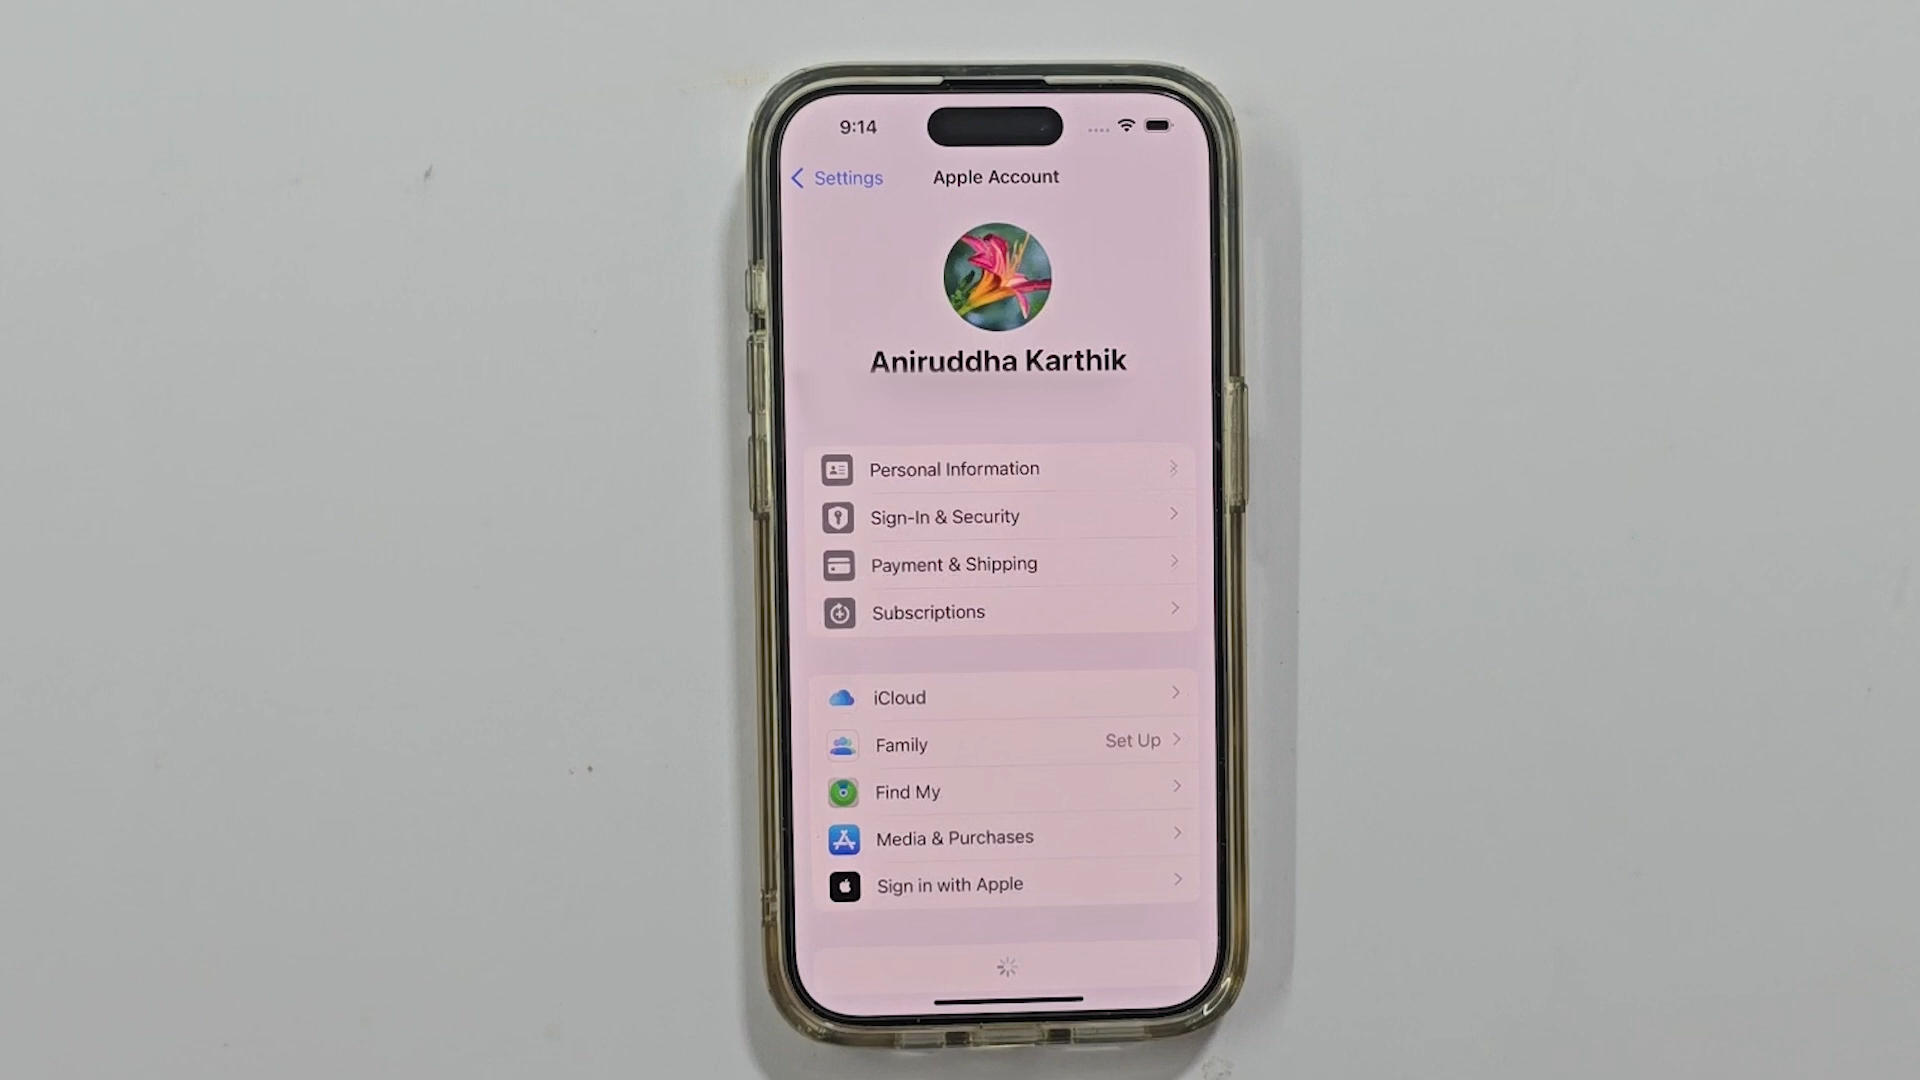 9:14
Settings
Apple Account
Aniruddha Karthik
Personal Information
Sign-In & Security
Payment & Shipping
Subscriptions
iCloud
Family Set Up
Find My
Media & Purchases
Sign in with Apple